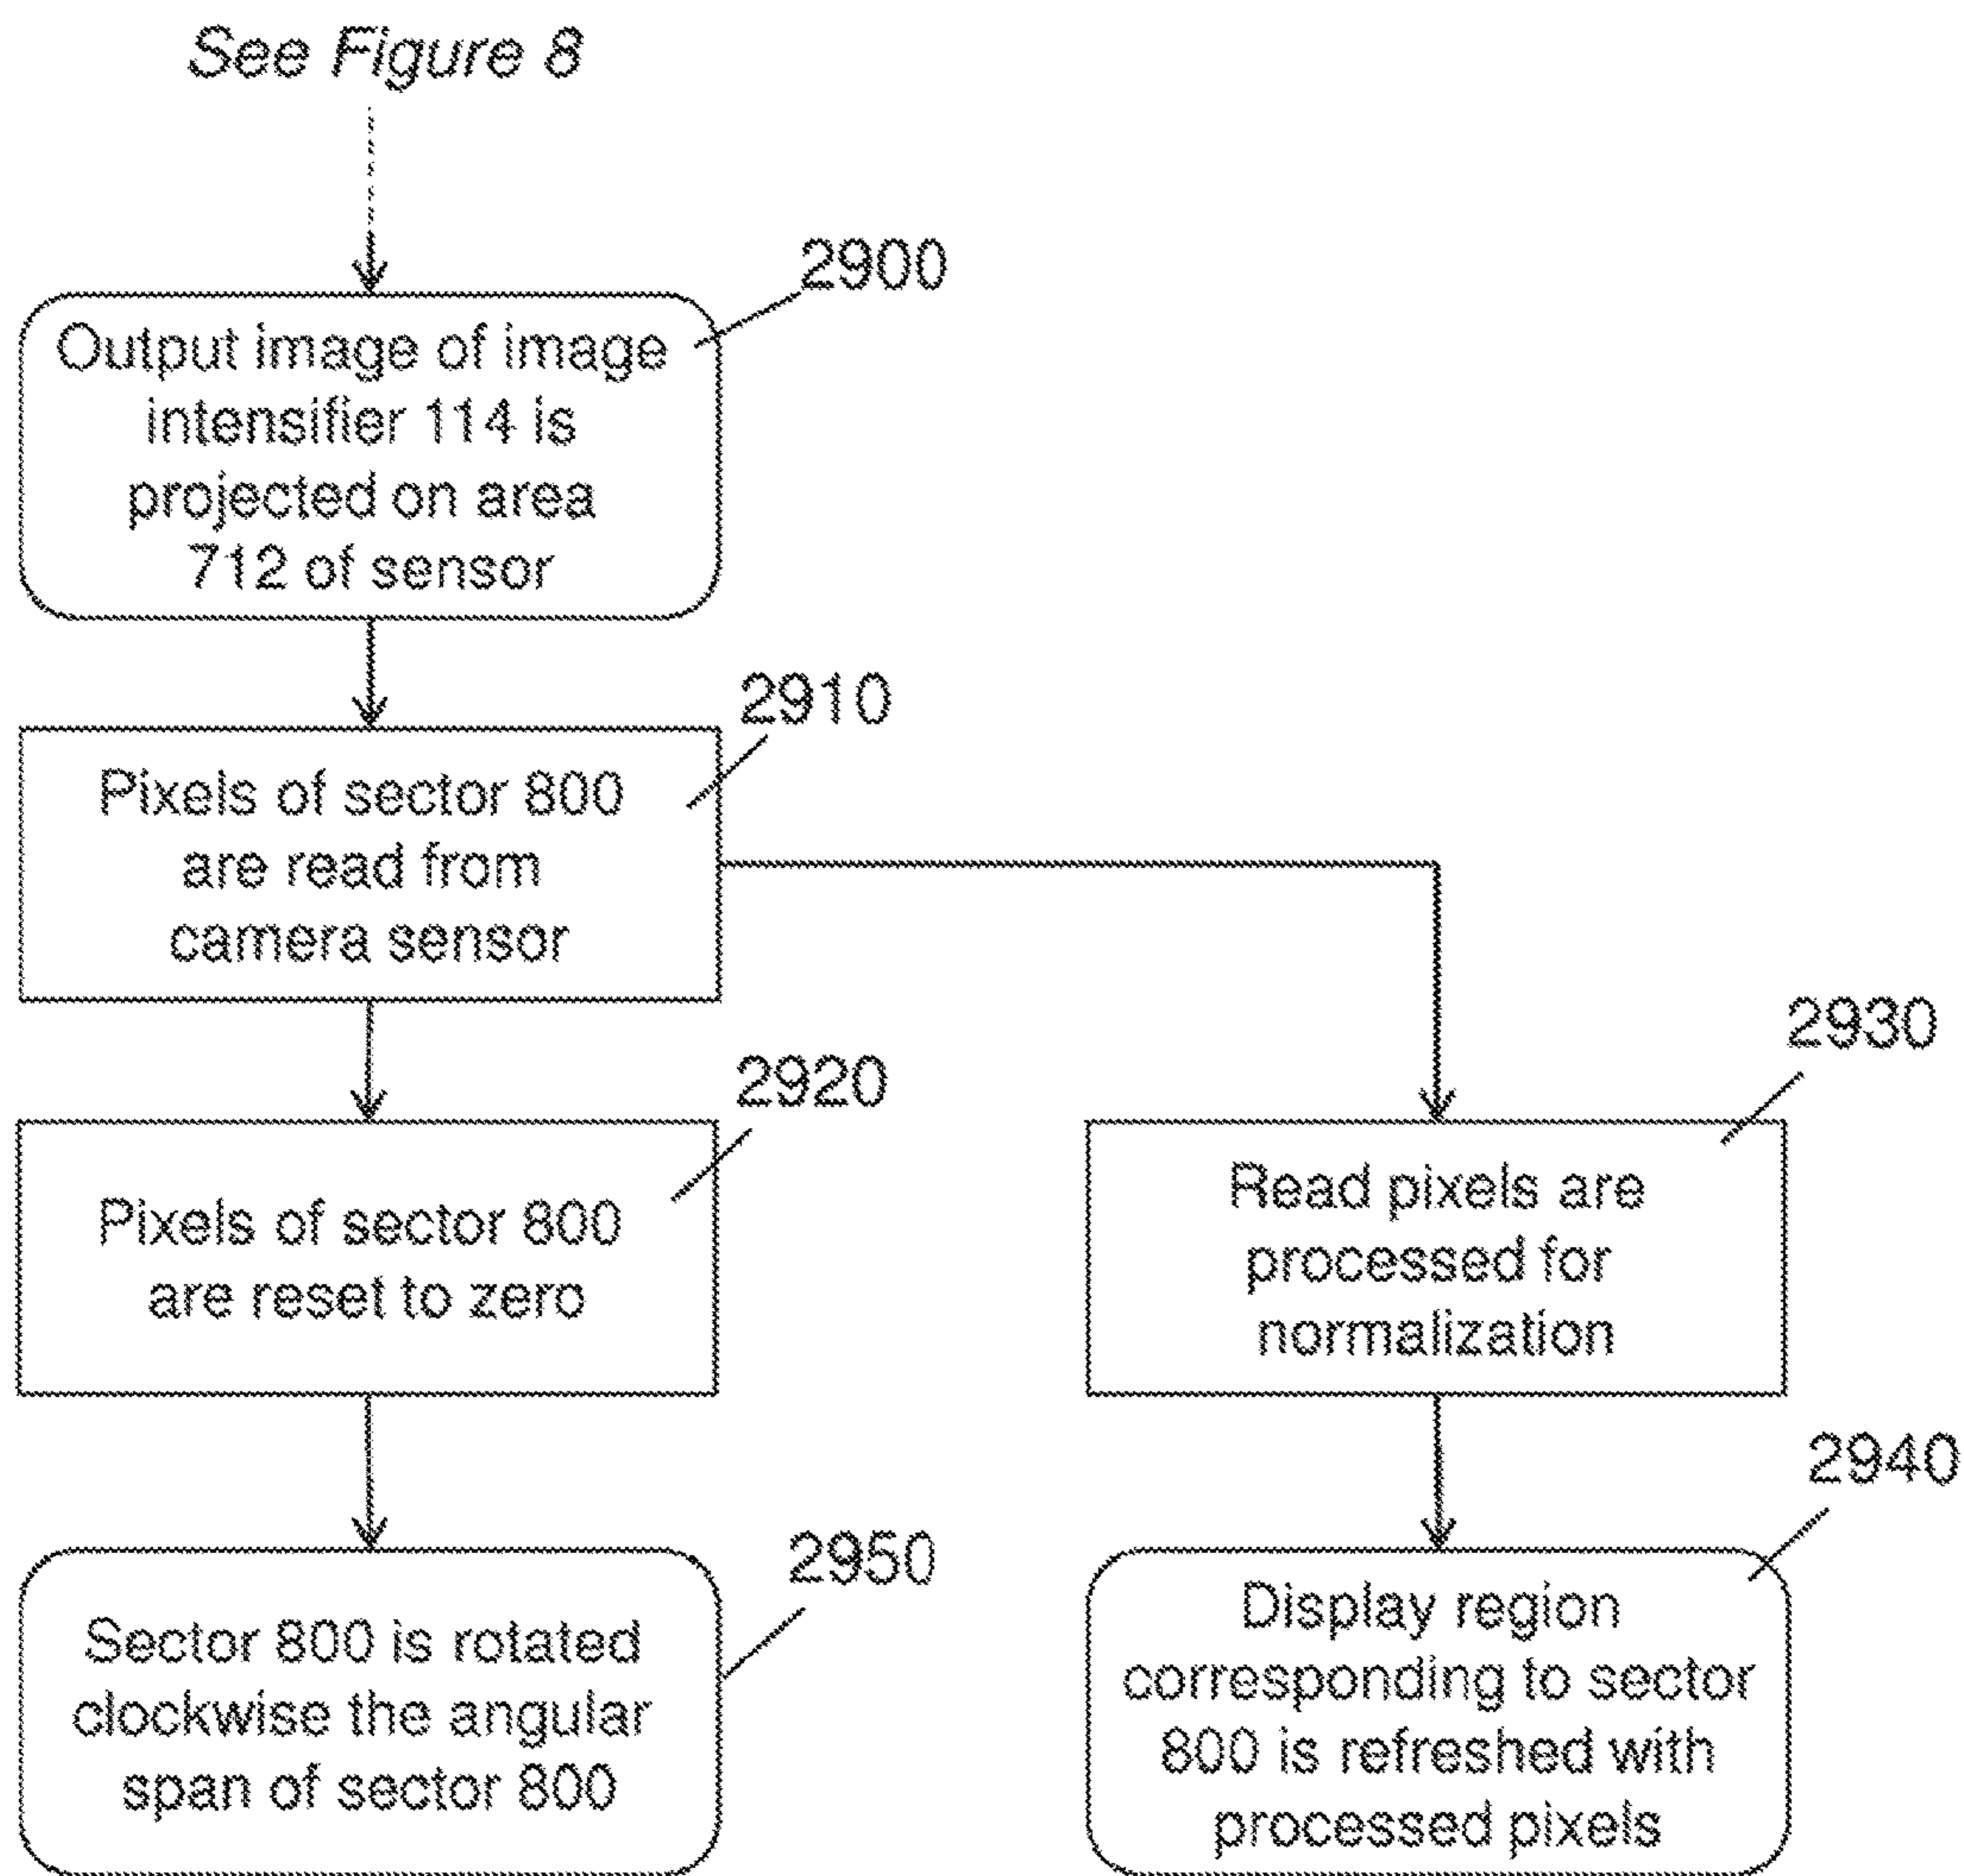 See Figure 8
2900
Output image of image
intensifier 114 is
projected on area
712 of sensor
2910
Pixels of sector 800
are read from
camera sensor
2920
Pixels of sector 800
are reset to zero
2930
Read pixels are
processed for
normalization
2940
Display region
corresponding to sector
800 is refreshed with
processed pixels
2950
Sector 800 is rotated
clockwise the angular
span of sector 800